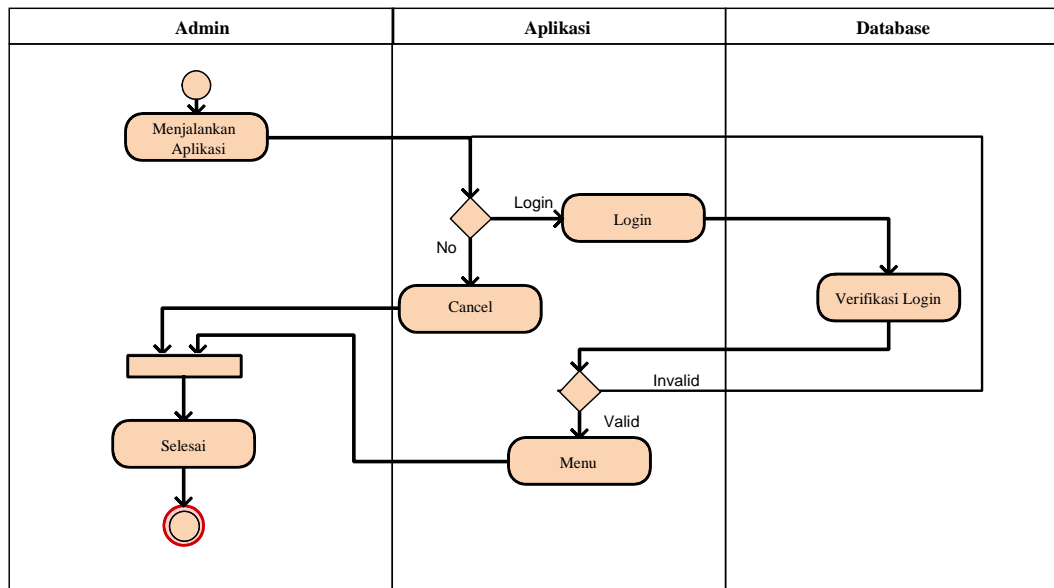 Admin
Aplikasi
Database
Menjalankan
Aplikasi
Login
Login
No
Cancel
Verifikasi Login
Invalid
Valid
Selesai
Menu